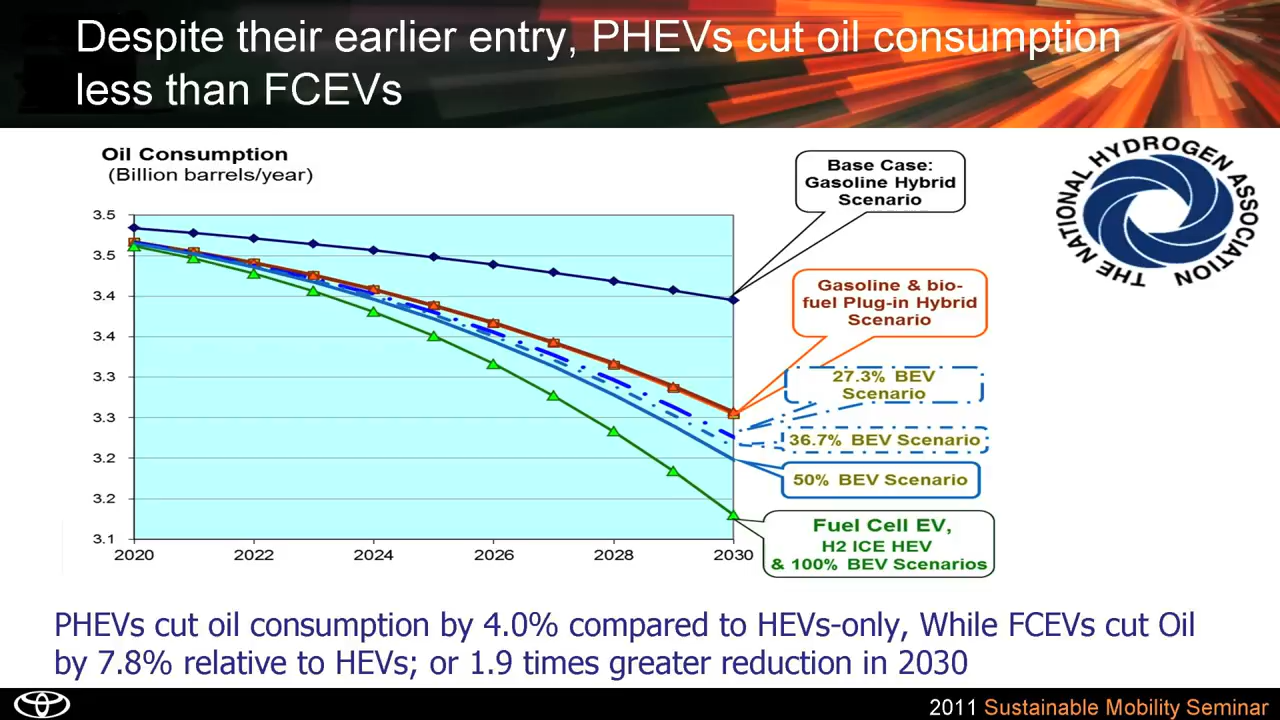 Despite their earlier entry, PHEVs cut oil consumption
less than FCEVs
Oil Consumption
(Billion barrels/year)
3.5
3.5
3.4
3.4
3.3
3.3
3.2
3.2
3.1
2020
2022
2024
2026
2028
2030
Base Case:
Gasoline Hybrid
Scenario
Gasoline & bio-
fuel Plug-in Hybrid
Scenario
27.3% BEV
Scenario
36.7% BEV Scenario
50% BEV Scenario
Fuel Cell EV,
H2 ICE HEV
& 100% BEV Scenarios
THE NATIONAL HYDROGEN ASSOCIATION
PHEVs cut oil consumption by 4.0% compared to HEVs-only, While FCEVs cut Oil
by 7.8% relative to HEVs; or 1.9 times greater reduction in 2030
2011 Sustainable Mobility Seminar